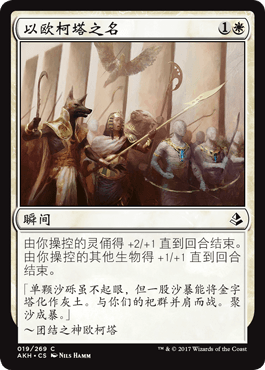 以欧柯塔之名 1
瞬间
由你操控的灵俑得 +2/+1 直到回合结束。
由你操控的其他生物得 +1/+1 直到回合结束。
「单颗沙砾虽不起眼，但一股沙暴能将金字
塔化作灰土。与你们的祀群并肩而战。聚
沙成暴。」
～团结之神欧柯塔
019/269 C
AKH • CS NILS HAMM
™ & © 2017 Wizards of the Coast